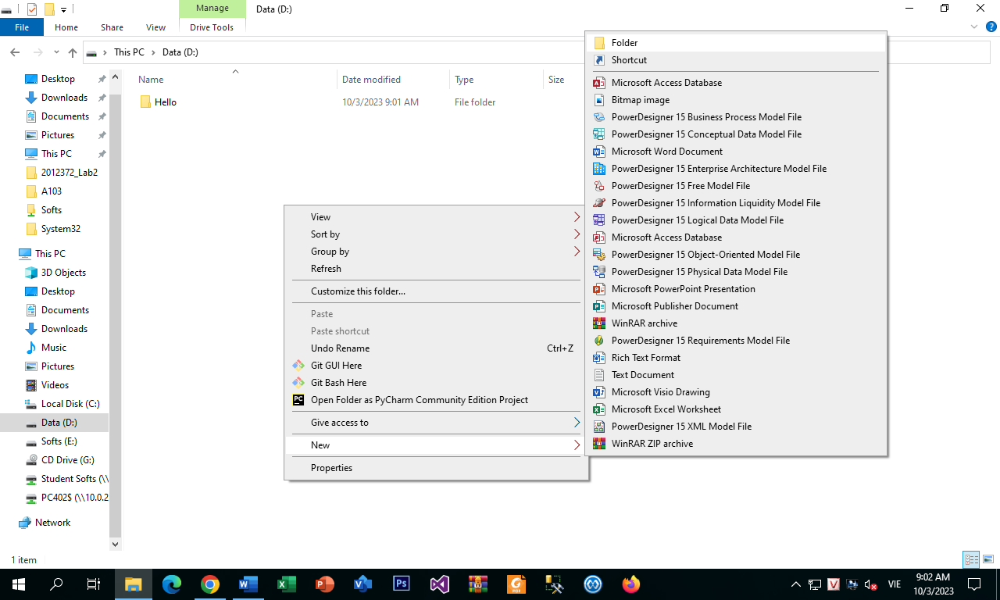 Manage
Data (D:)
File
Home
Share
View
Drive Tools
This PC
Data (D:)
Desktop
Downloads
Documents
Pictures
This PC
2012372_Lab2
A103
Softs
System32
This PC
3D Objects
Desktop
Documents
Downloads
Music
Pictures
Videos
Local Disk (C:)
Data (D:)
Softs (E:)
CD Drive (G:)
Student Softs (\\
PC402$ (\\10.0.2
Network
Name
Date modified
Type
Size
Hello
10/3/2023 9:01 AM
File folder
View
Sort by
Group by
Refresh
Customize this folder...
Paste
Paste shortcut
Undo Rename Ctrl+Z
Git GUI Here
Git Bash Here
PC
Open Folder as PyCharm Community Edition Project
Give access to
New
Properties
Folder
Shortcut
Microsoft Access Database
Bitmap image
PowerDesigner 15 Business Process Model File
PowerDesigner 15 Conceptual Data Model File
Microsoft Word Document
PowerDesigner 15 Enterprise Architecture Model File
PowerDesigner 15 Free Model File
PowerDesigner 15 Information Liquidity Model File
PowerDesigner 15 Logical Data Model File
Microsoft Access Database
PowerDesigner 15 Object-Oriented Model File
PowerDesigner 15 Physical Data Model File
Microsoft PowerPoint Presentation
Microsoft Publisher Document
WinRAR archive
PowerDesigner 15 Requirements Model File
Rich Text Format
Text Document
Microsoft Visio Drawing
Microsoft Excel Worksheet
PowerDesigner 15 XML Model File
WinRAR ZIP archive
1 item
Ps
PDF
VIE
9:02 AM
10/3/2023